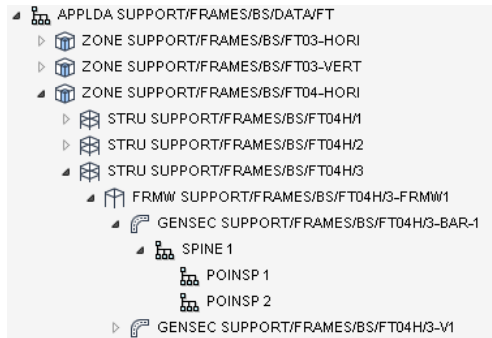 APPLDA SUPPORT/FRAMES/BS/DATA/FT
ZONE SUPPORT/FRAMES/BS/FT03-HORI
ZONE SUPPORT/FRAMES/BS/FT03-VERT
ZONE SUPPORT/FRAMES/BS/FT04-HORI
STRU SUPPORT/FRAMES/BS/FT04H/1
STRU SUPPORT/FRAMES/BS/FT04H/2
STRU SUPPORT/FRAMES/BS/FT04H/3
FRMW SUPPORT/FRAMES/BS/FT04H/3-FRMW1
GENSEC SUPPORT/FRAMES/BS/FT04H/3-BAR-1
SPINE 1
POINSP 1
POINSP 2
GENSEC SUPPORT/FRAMES/BS/FT04H/3-V1